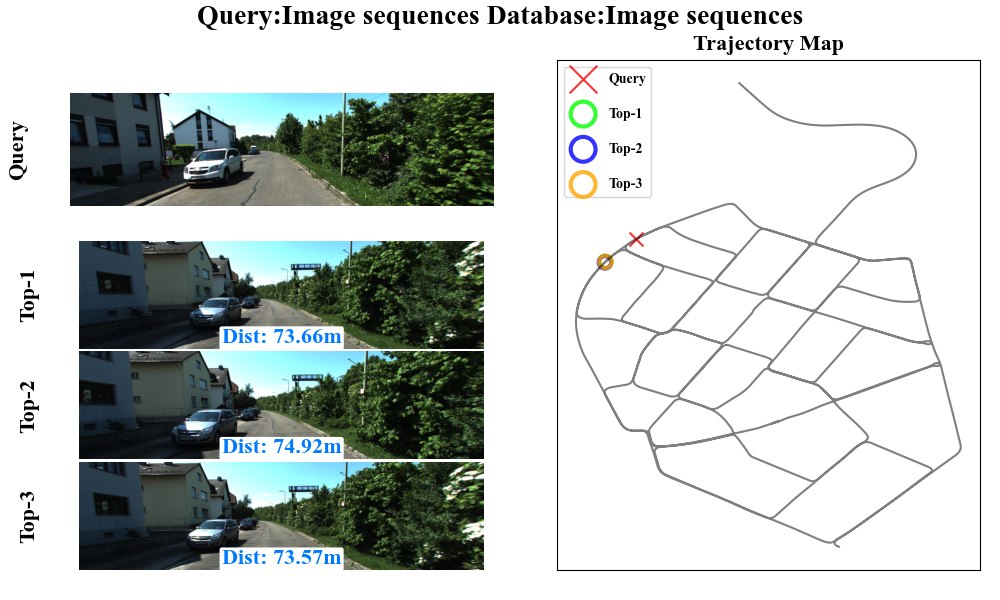 Query:Image sequences Database:Image sequences
Trajectory Map
Query
Top-1
Top-2
Top-3
Query
Top-1
Dist: 73.66m
Top-2
Dist: 74.92m
Top-3
Dist: 73.57m